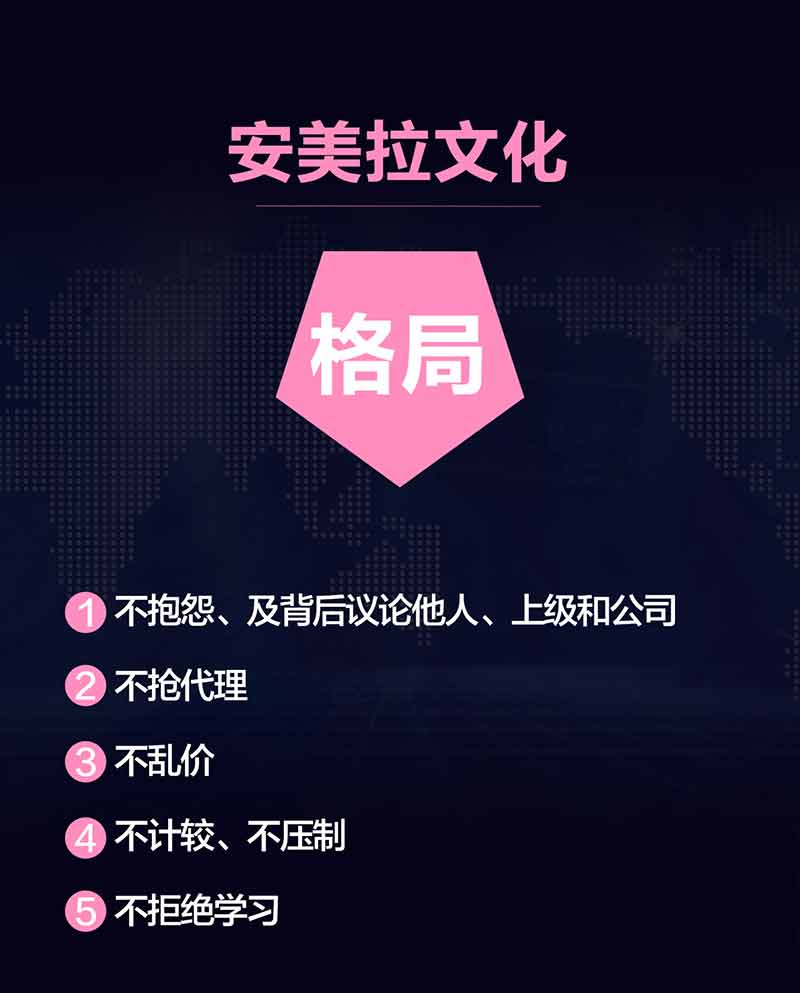 安美拉文化
格局
1 不抱怨、及背后议论他人、上级和公司
2 不抢代理
3 不乱价
4 不计较、不压制
5 不拒绝学习